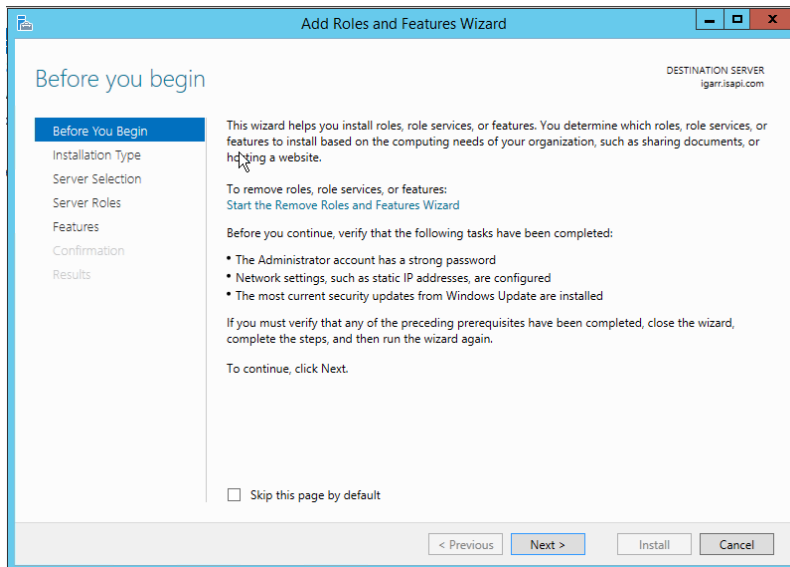 Add Roles and Features Wizard
Before you begin
DESTINATION SERVER
igarr.isapi.com
Before You Begin
Installation Type
Server Selection
Server Roles
Features
Confirmation
Results
This wizard helps you install roles, role services, or features. You determine which roles, role services, or
features to install based on the computing needs of your organization, such as sharing documents, or
hosting a website.
To remove roles, role services, or features:
Start the Remove Roles and Features Wizard
Before you continue, verify that the following tasks have been completed:
• The Administrator account has a strong password
• Network settings, such as static IP addresses, are configured
• The most current security updates from Windows Update are installed
If you must verify that any of the preceding prerequisites have been completed, close the wizard,
complete the steps, and then run the wizard again.
To continue, click Next.
Skip this page by default
< Previous
Next >
Install
Cancel